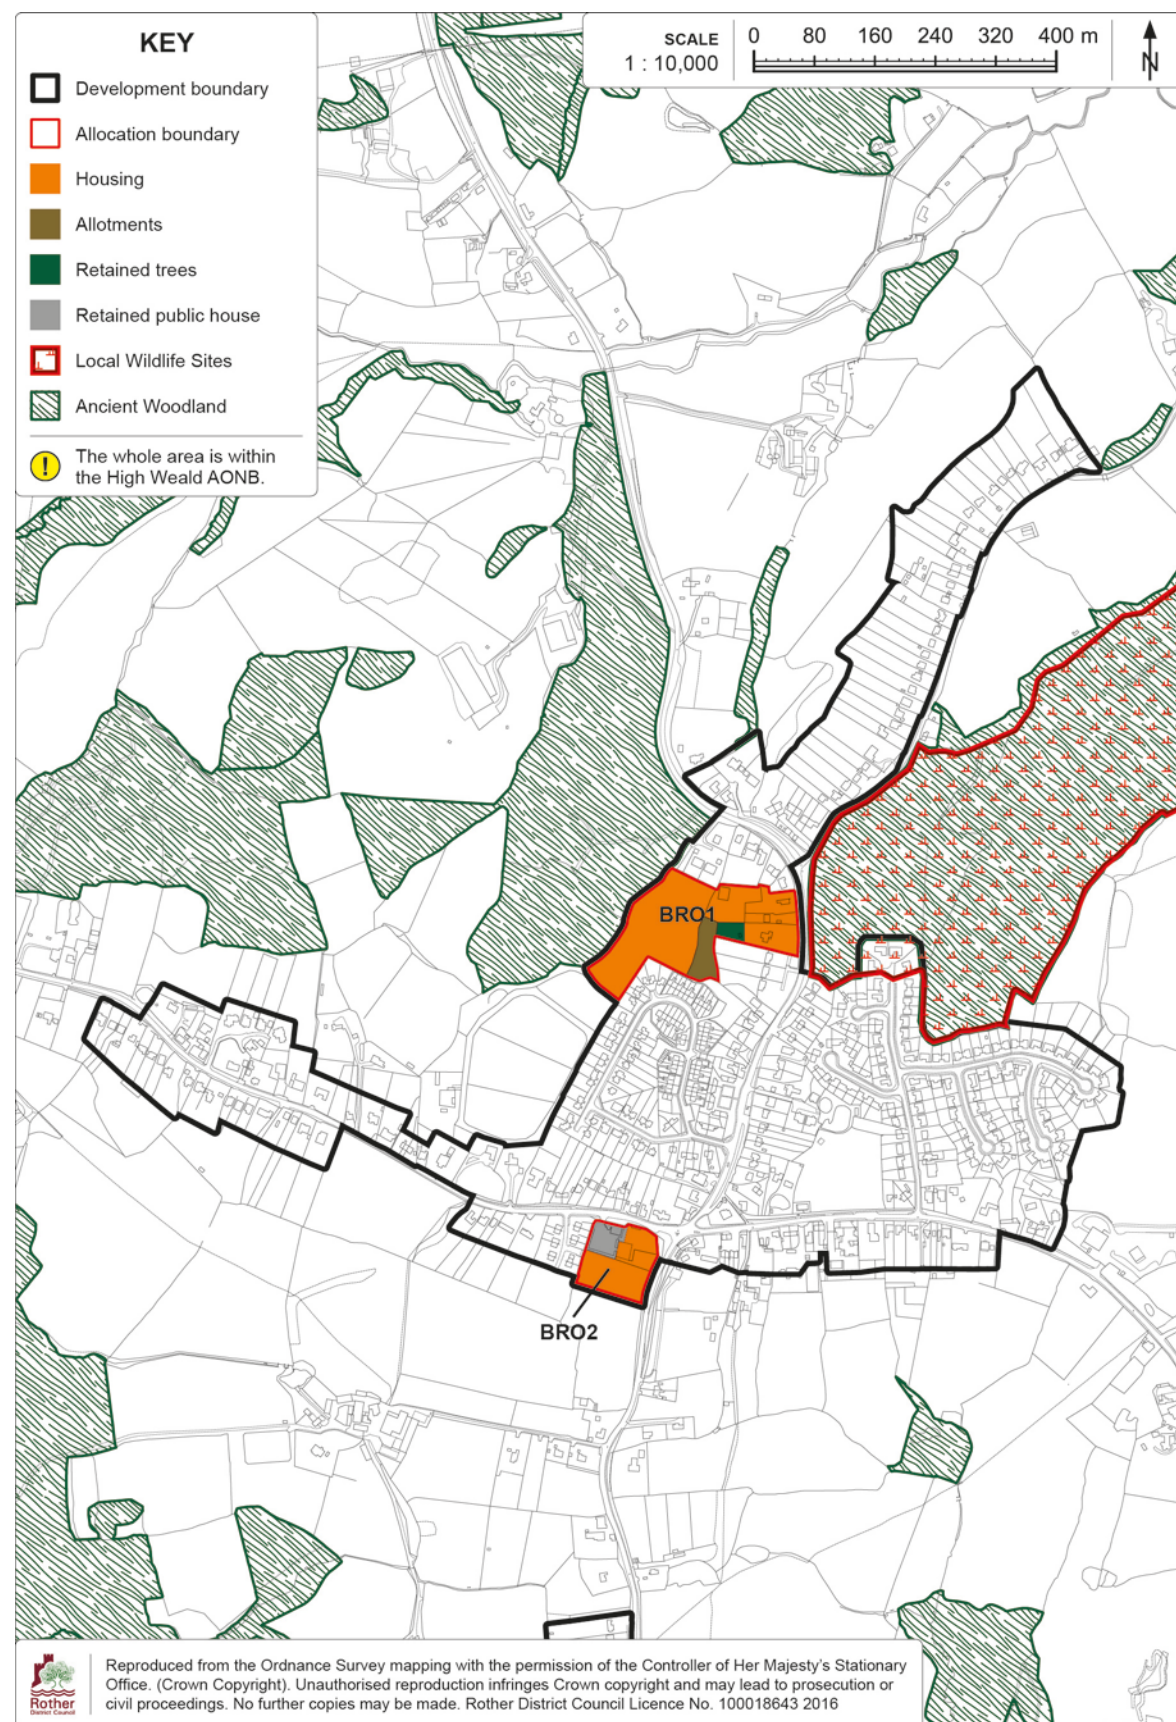 KEY
Development boundary
Allocation boundary
Housing
Allotments
Retained trees
Retained public house
Local Wildlife Sites
Ancient Woodland
!
The whole area is within
the High Weald AONB.
SCALE
1 : 10,000
0 80 160 240 320 400 m
N
BRO1
BRO2
Rother
District Council
Reproduced from the Ordnance Survey mapping with the permission of the Controller of Her Majesty's Stationary
Office. (Crown Copyright). Unauthorised reproduction infringes Crown copyright and may lead to prosecution or
civil proceedings. No further copies may be made. Rother District Council Licence No. 100018643 2016